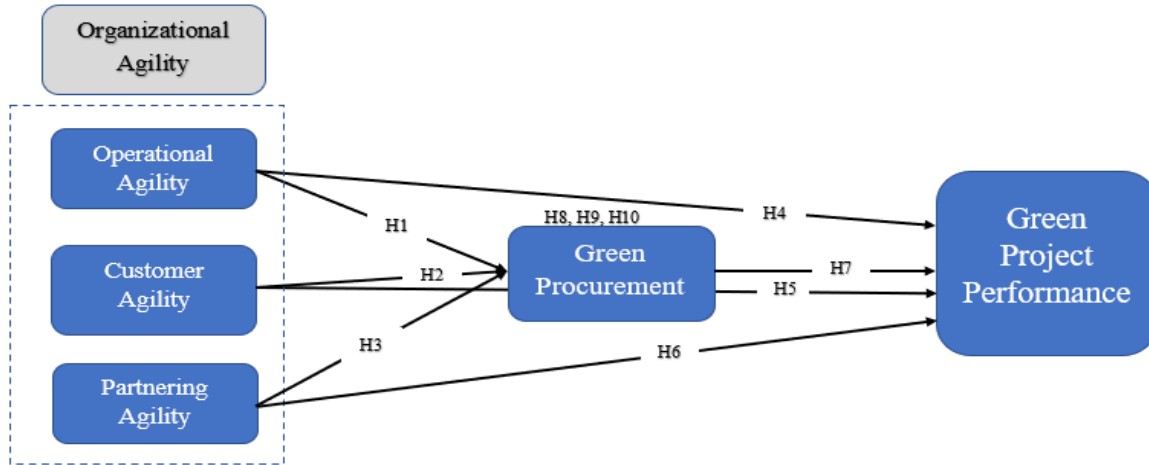 Organizational
Agility
Operational
Agility
H1
H4
H8, H9, H10
Customer
Agility
H2
Green
Procurement
H7
H5
Green
Project
Performance
H3
H6
Partnering
Agility